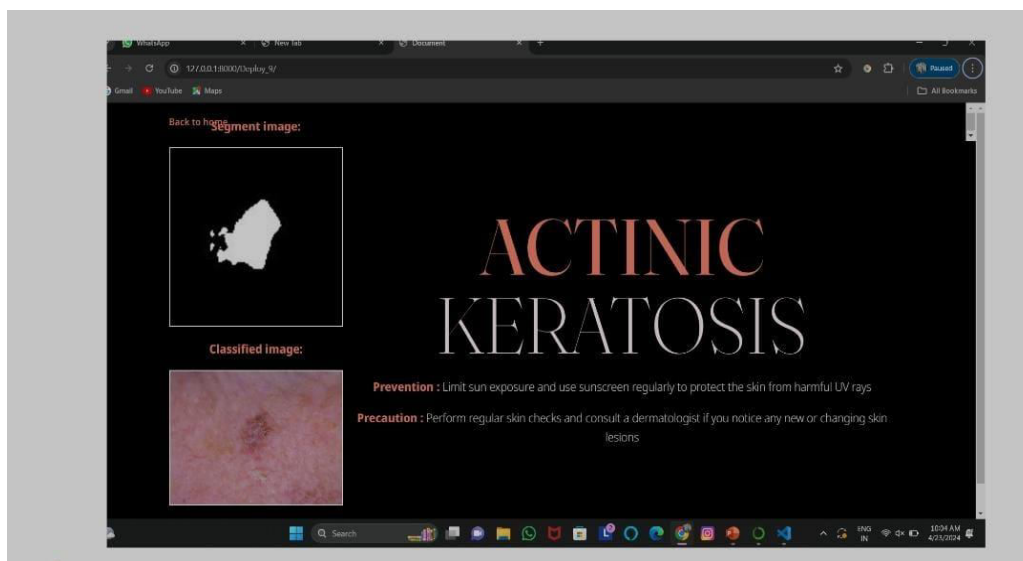 WhatsApp New Tab Document
127.0.0.1:8000/Deploy_9/ Paused
Gmail YouTube Maps All Bookmarks
Back to home
Segment image:
ACTINIC
KERATOSIS
Classified image:
Prevention : Limit sun exposure and use sunscreen regularly to protect the skin from harmful UV rays
Precaution : Perform regular skin checks and consult a dermatologist if you notice any new or changing skin
lesions
Search
ENG
IN
10:04 AM
4/23/2024